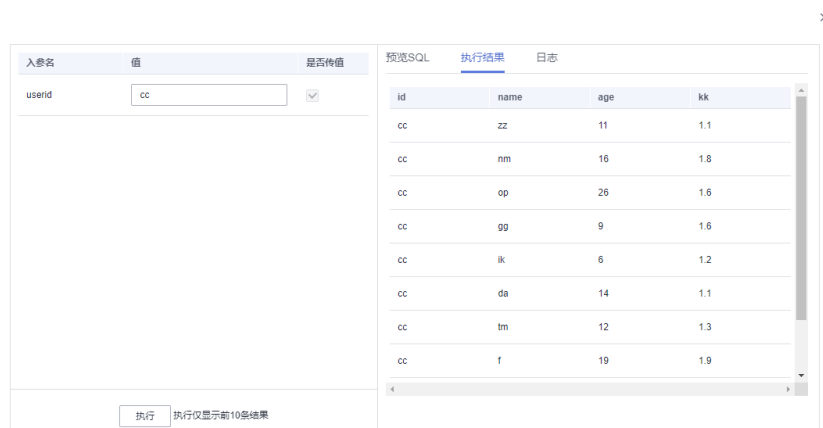 入参名 值 是否传值
userid cc
执行 执行仅显示前10条结果
预览SQL 执行结果 日志
id name age kk
cc zz 11 1.1
cc nm 16 1.8
cc op 26 1.6
cc gg 9 1.6
cc ik 6 1.2
cc da 14 1.1
cc tm 12 1.3
cc f 19 1.9